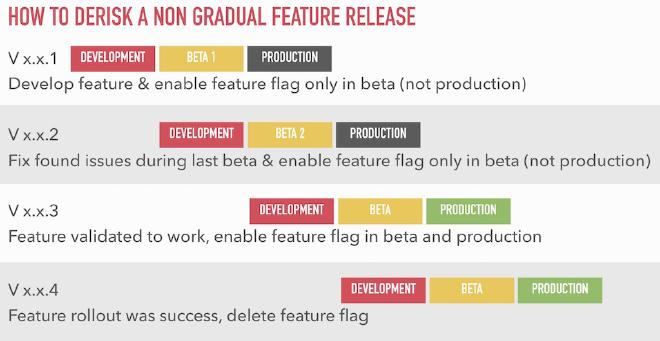 HOW TO DERISK A NON GRADUAL FEATURE RELEASE
V x.x.1 DEVELOPMENT BETA 1 PRODUCTION
Develop feature & enable feature flag only in beta (not production)
V x.x.2 DEVELOPMENT BETA 2 PRODUCTION
Fix found issues during last beta & enable feature flag only in beta (not production)
V x.x.3 DEVELOPMENT BETA PRODUCTION
Feature validated to work, enable feature flag in beta and production
V x.x.4 DEVELOPMENT BETA PRODUCTION
Feature rollout was success, delete feature flag